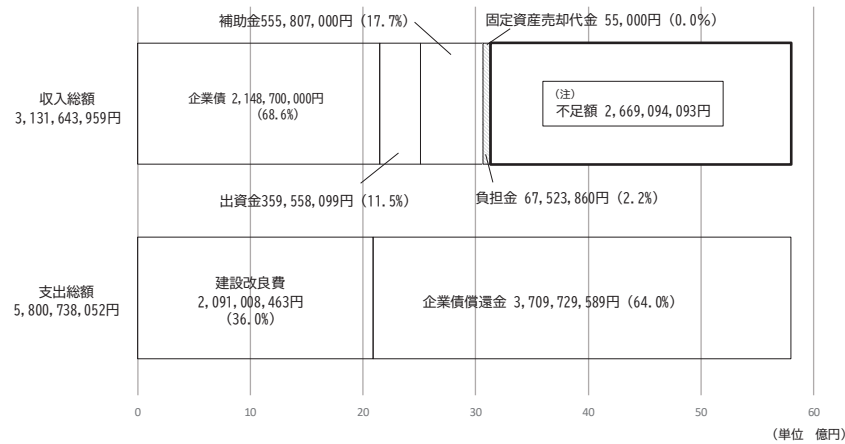 補助金555,807,000円（17.7%）
固定資産売却代金 55,000円（0.0%）
収入総額
3,131,643,959円
企業債 2,148,700,000円
（68.6%）
（注）
不足額 2,669,094,093円
出資金359,558,099円（11.5%）
負担金 67,523,860円（2.2%）
支出総額
5,800,738,052円
建設改良費
2,091,008,463円
（36.0%）
企業債償還金 3,709,729,589円（64.0%）
0 10 20 30 40 50 60
（単位　億円）